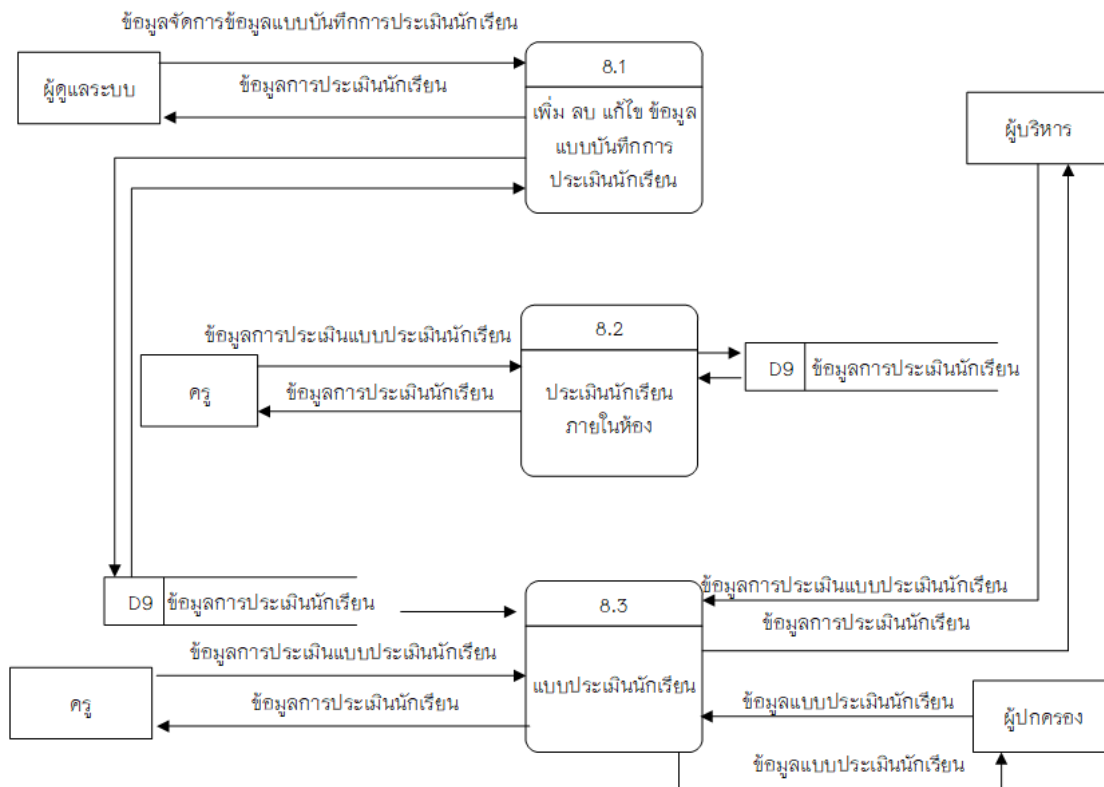 ข้อมูลจัดการข้อมูลแบบบันทึกการประเมินนักเรียน
ผู้ดูแลระบบ
ข้อมูลการประเมินนักเรียน
8.1
เพิ่ม ลบ แก้ไข ข้อมูล
แบบบันทึกการ
ประเมินนักเรียน
ผู้บริหาร
ข้อมูลการประเมินแบบประเมินนักเรียน
ครู
ข้อมูลการประเมินนักเรียน
8.2
ประเมินนักเรียน
ภายในห้อง
D9 ข้อมูลการประเมินนักเรียน
D9 ข้อมูลการประเมินนักเรียน
8.3
แบบประเมินนักเรียน
ข้อมูลการประเมินแบบประเมินนักเรียน
ข้อมูลการประเมินนักเรียน
ข้อมูลการประเมินแบบประเมินนักเรียน
ครู
ข้อมูลการประเมินนักเรียน
ข้อมูลแบบประเมินนักเรียน
ผู้ปกครอง
ข้อมูลแบบประเมินนักเรียน